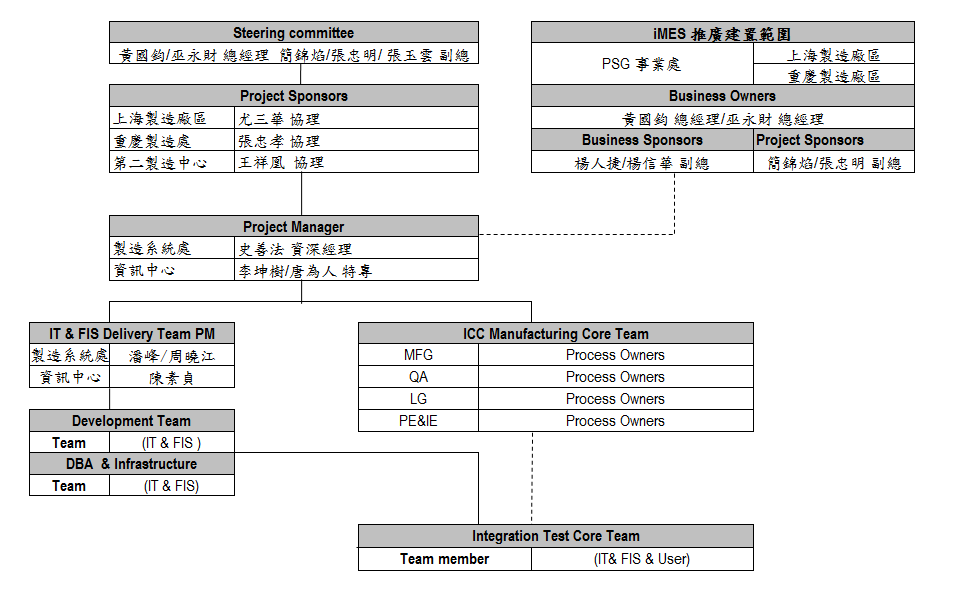 Steering committee
黃國鈞/巫永財 總經理 簡錦焰/張忠明/ 張玉雲 副總
Project Sponsors
上海製造廠區 尤三華 協理
重慶製造處 張忠孝 協理
第二製造中心 王祥鳳 協理
iMES 推廣建置範圍
PSG 事業處 上海製造廠區
重慶製造廠區
Business Owners
黃國鈞 總經理/巫永財 總經理
Business Sponsors Project Sponsors
楊人捷/楊信華 副總 簡錦焰/張忠明 副總
Project Manager
製造系統處 史善法 資深經理
資訊中心 李坤樹/唐為人 特專
IT & FIS Delivery Team PM
製造系統處 潘峰/周曉江
資訊中心 陳素貞
Development Team
Team (IT & FIS )
DBA & Infrastructure
Team (IT & FIS)
ICC Manufacturing Core Team
MFG Process Owners
QA Process Owners
LG Process Owners
PE&IE Process Owners
Integration Test Core Team
Team member (IT& FIS & User)